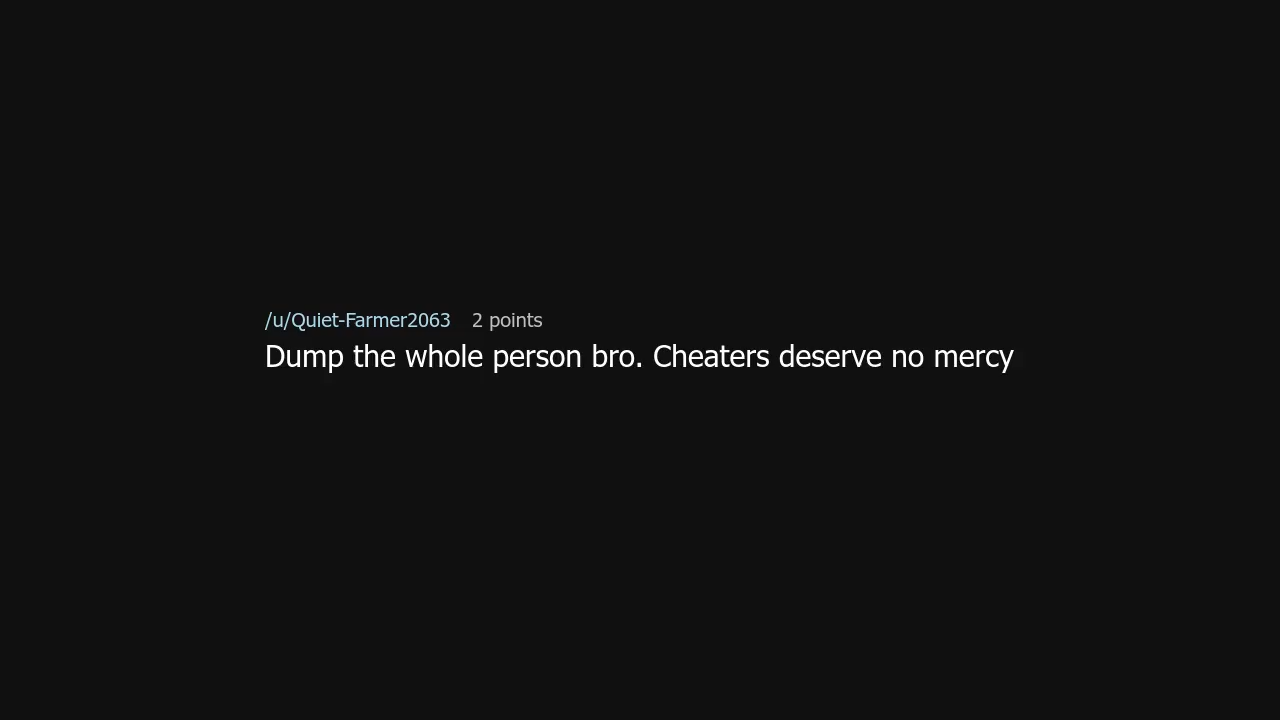 /u/Quiet-Farmer2063 2 points
Dump the whole person bro. Cheaters deserve no mercy